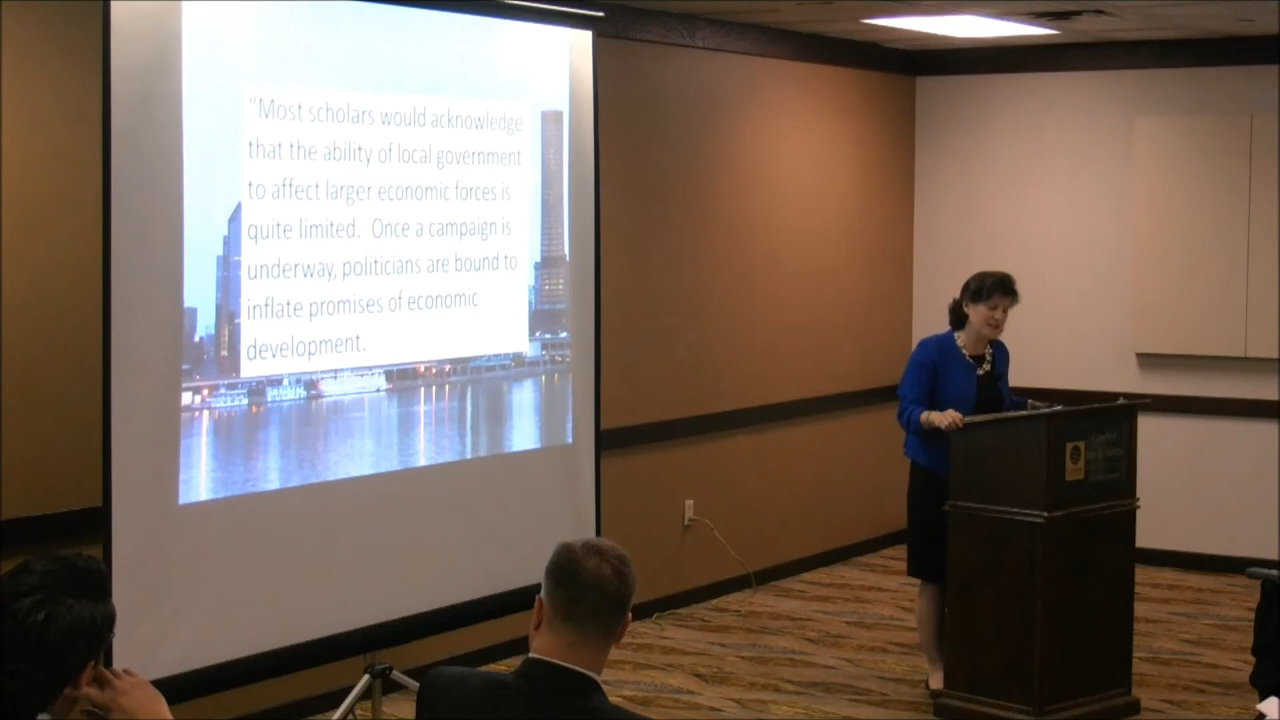 “Most scholars would acknowledge
that the ability of local government
to affect larger economic forces is
quite limited.  Once a campaign is
underway, politicians are bound to
inflate promises of economic
development.